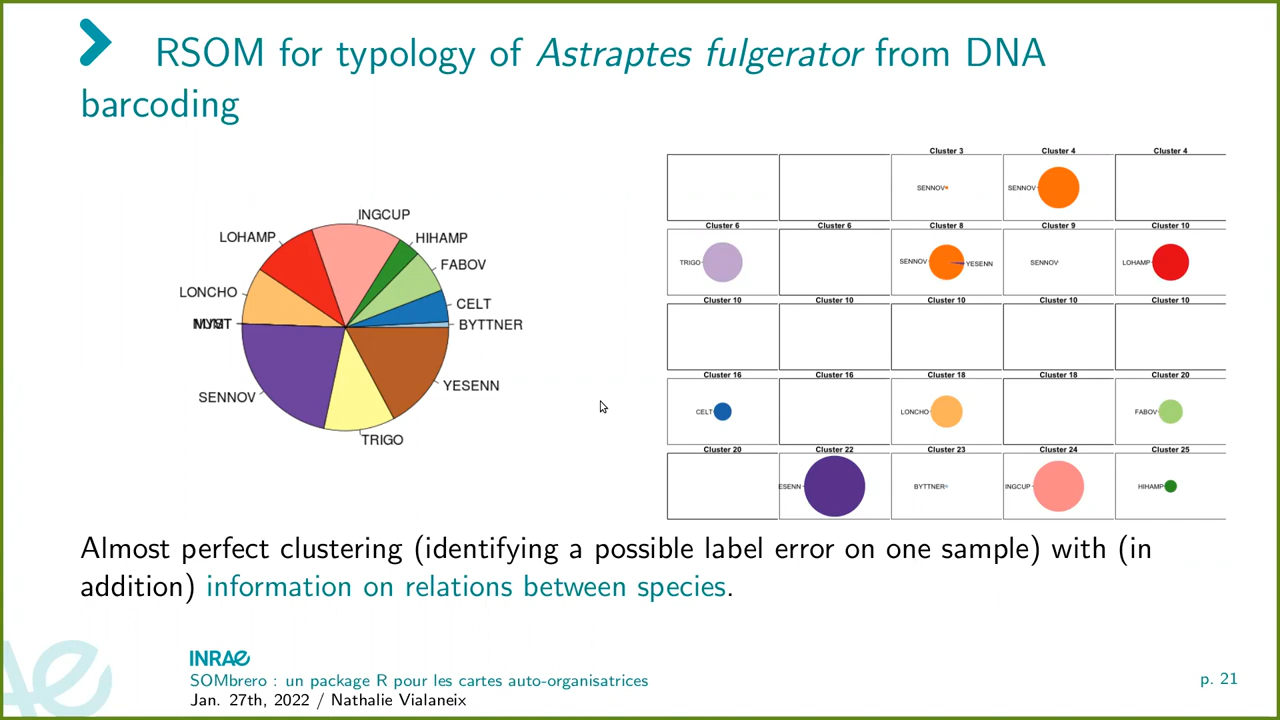 RSOM for typology of Astraptes fulgerator from DNA
barcoding
INGCUP
LOHAMP
HIHAMP
FABOV
LONCHO
CELT
BYTTNER
SENNOV
YESENN
TRIGO
Cluster 3
Cluster 4
Cluster 4
SENNOV
SENNOV
Cluster 6
Cluster 6
Cluster 8
Cluster 9
Cluster 10
TRIGO
SENNOV
YESENN
SENNOV
LOHAMP
Cluster 10
Cluster 10
Cluster 10
Cluster 10
Cluster 10
Cluster 16
Cluster 16
Cluster 18
Cluster 18
Cluster 20
CELT
LONCHO
FABOV
Cluster 20
Cluster 22
Cluster 23
Cluster 24
Cluster 25
ESENN
BYTTNER
INGCUP
HIHAMP
Almost perfect clustering (identifying a possible label error on one sample) with (in
addition) information on relations between species.
INRAE
SOMbrero : un package R pour les cartes auto-organisatrices
Jan. 27th, 2022 / Nathalie Vialaneix
p. 21